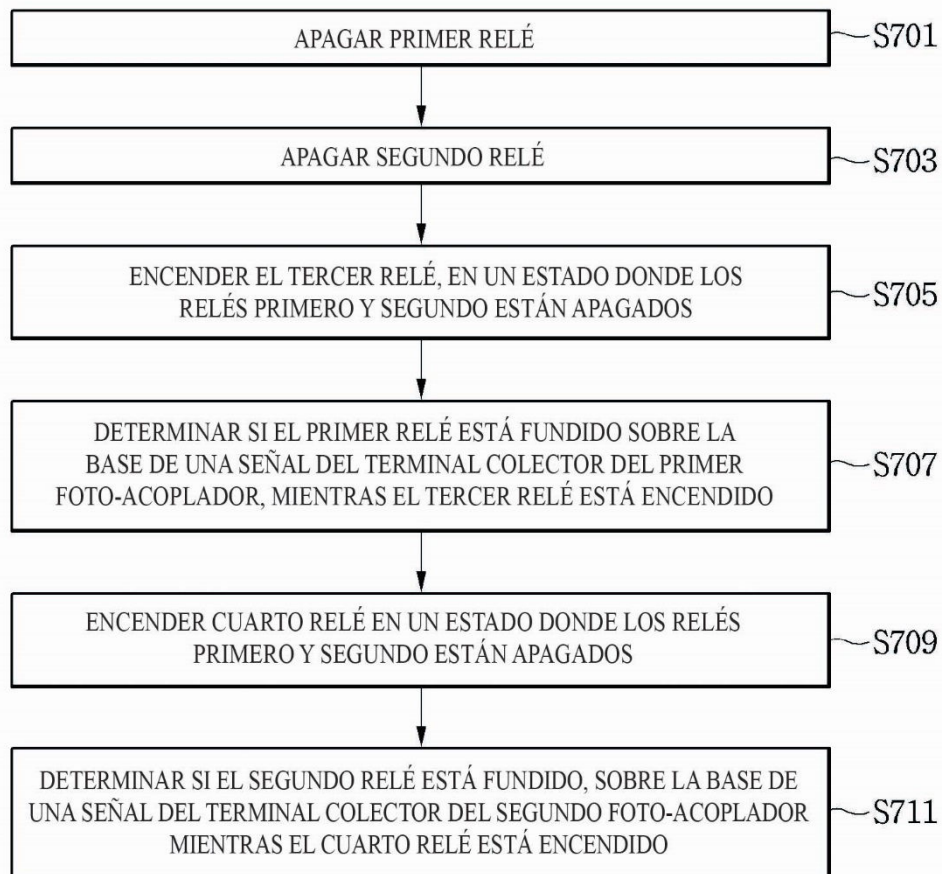 APAGAR PRIMER RELÉ
S701
APAGAR SEGUNDO RELÉ
S703
ENCENDER EL TERCER RELÉ, EN UN ESTADO DONDE LOS
RELÉS PRIMERO Y SEGUNDO ESTÁN APAGADOS
S705
DETERMINAR SI EL PRIMER RELÉ ESTÁ FUNDIDO SOBRE LA
BASE DE UNA SEÑAL DEL TERMINAL COLECTOR DEL PRIMER
FOTO-ACOPLADOR, MIENTRAS EL TERCER RELÉ ESTÁ ENCENDIDO
S707
ENCENDER CUARTO RELÉ EN UN ESTADO DONDE LOS RELÉS
PRIMERO Y SEGUNDO ESTÁN APAGADOS
S709
DETERMINAR SI EL SEGUNDO RELÉ ESTÁ FUNDIDO, SOBRE LA BASE DE
UNA SEÑAL DEL TERMINAL COLECTOR DEL SEGUNDO FOTO-ACOPLADOR
MIENTRAS EL CUARTO RELÉ ESTÁ ENCENDIDO
S711